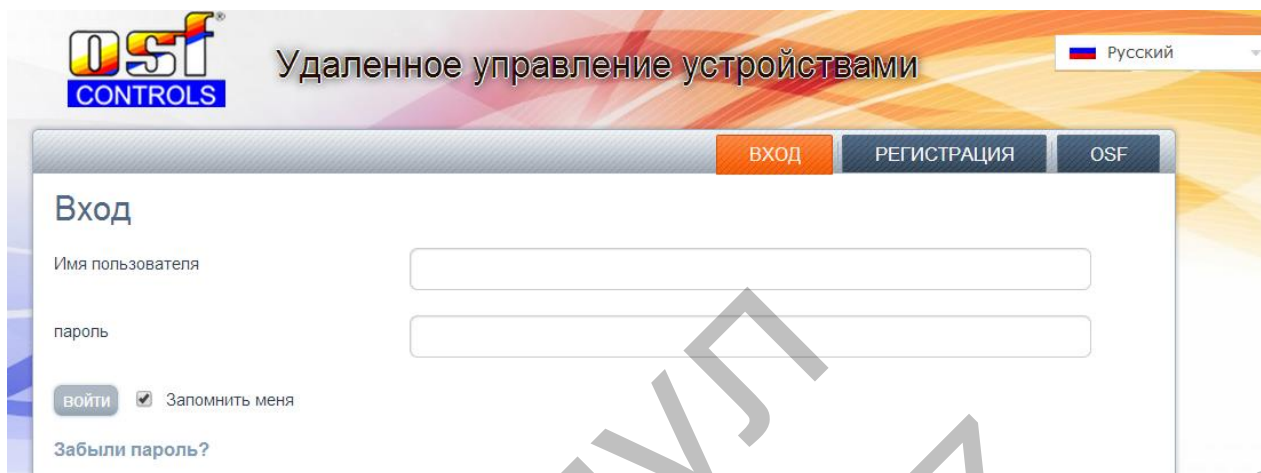 osf®
CONTROLS
Удаленное управление устройствами
Русский
ВХОД РЕГИСТРАЦИЯ OSF
Вход
Имя пользователя
пароль
войти Запомнить меня
Забыли пароль?